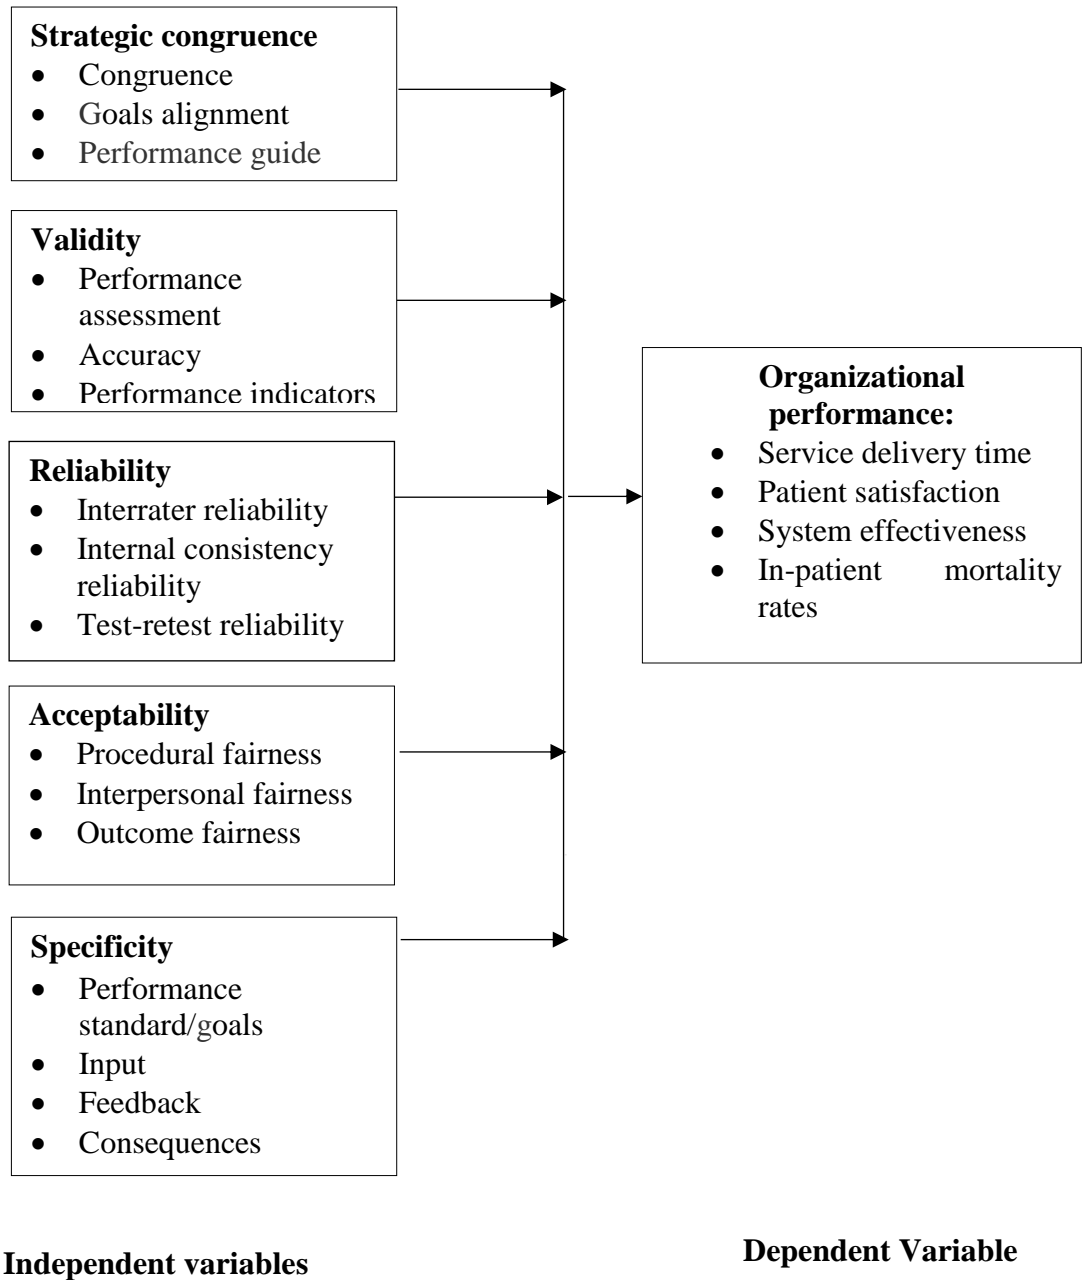 Strategic congruence
• Congruence
• Goals alignment
• Performance guide
Validity
• Performance
assessment
• Accuracy
• Performance indicators
Reliability
• Interrater reliability
• Internal consistency
reliability
• Test-retest reliability
Acceptability
• Procedural fairness
• Interpersonal fairness
• Outcome fairness
Specificity
• Performance
standard/goals
• Input
• Feedback
• Consequences
Independent variables
Organizational
performance:
• Service delivery time
• Patient satisfaction
• System effectiveness
• In-patient mortality
rates
Dependent Variable